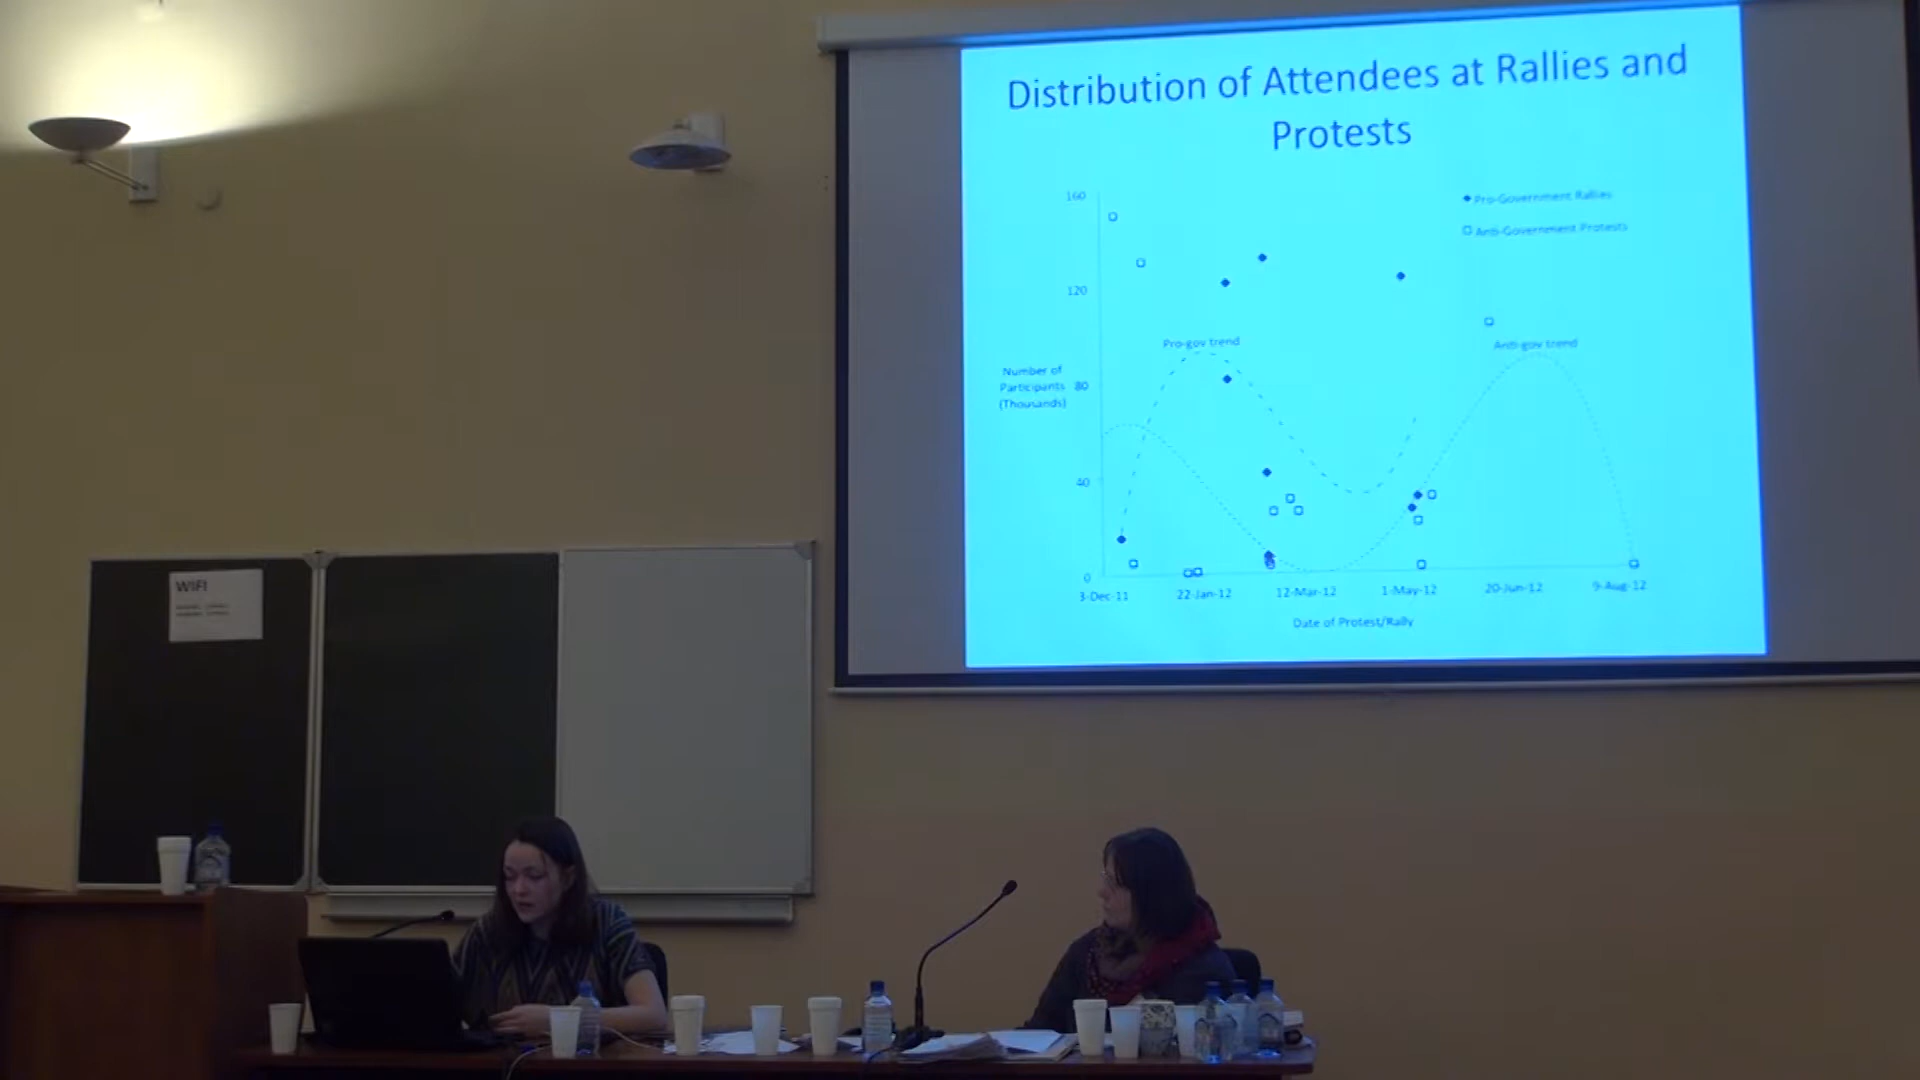 Distribution of Attendees at Rallies and
Protests
160
120
80
40
0
Number of
Participants
(Thousands)
Pro-Government Rallies
Anti-Government Protests
Pro-gov trend
Anti-gov trend
3-Dec-11
22-Jan-12
12-Mar-12
1-May-12
20-Jun-12
9-Aug-12
Date of Protest/Rally
WIFI